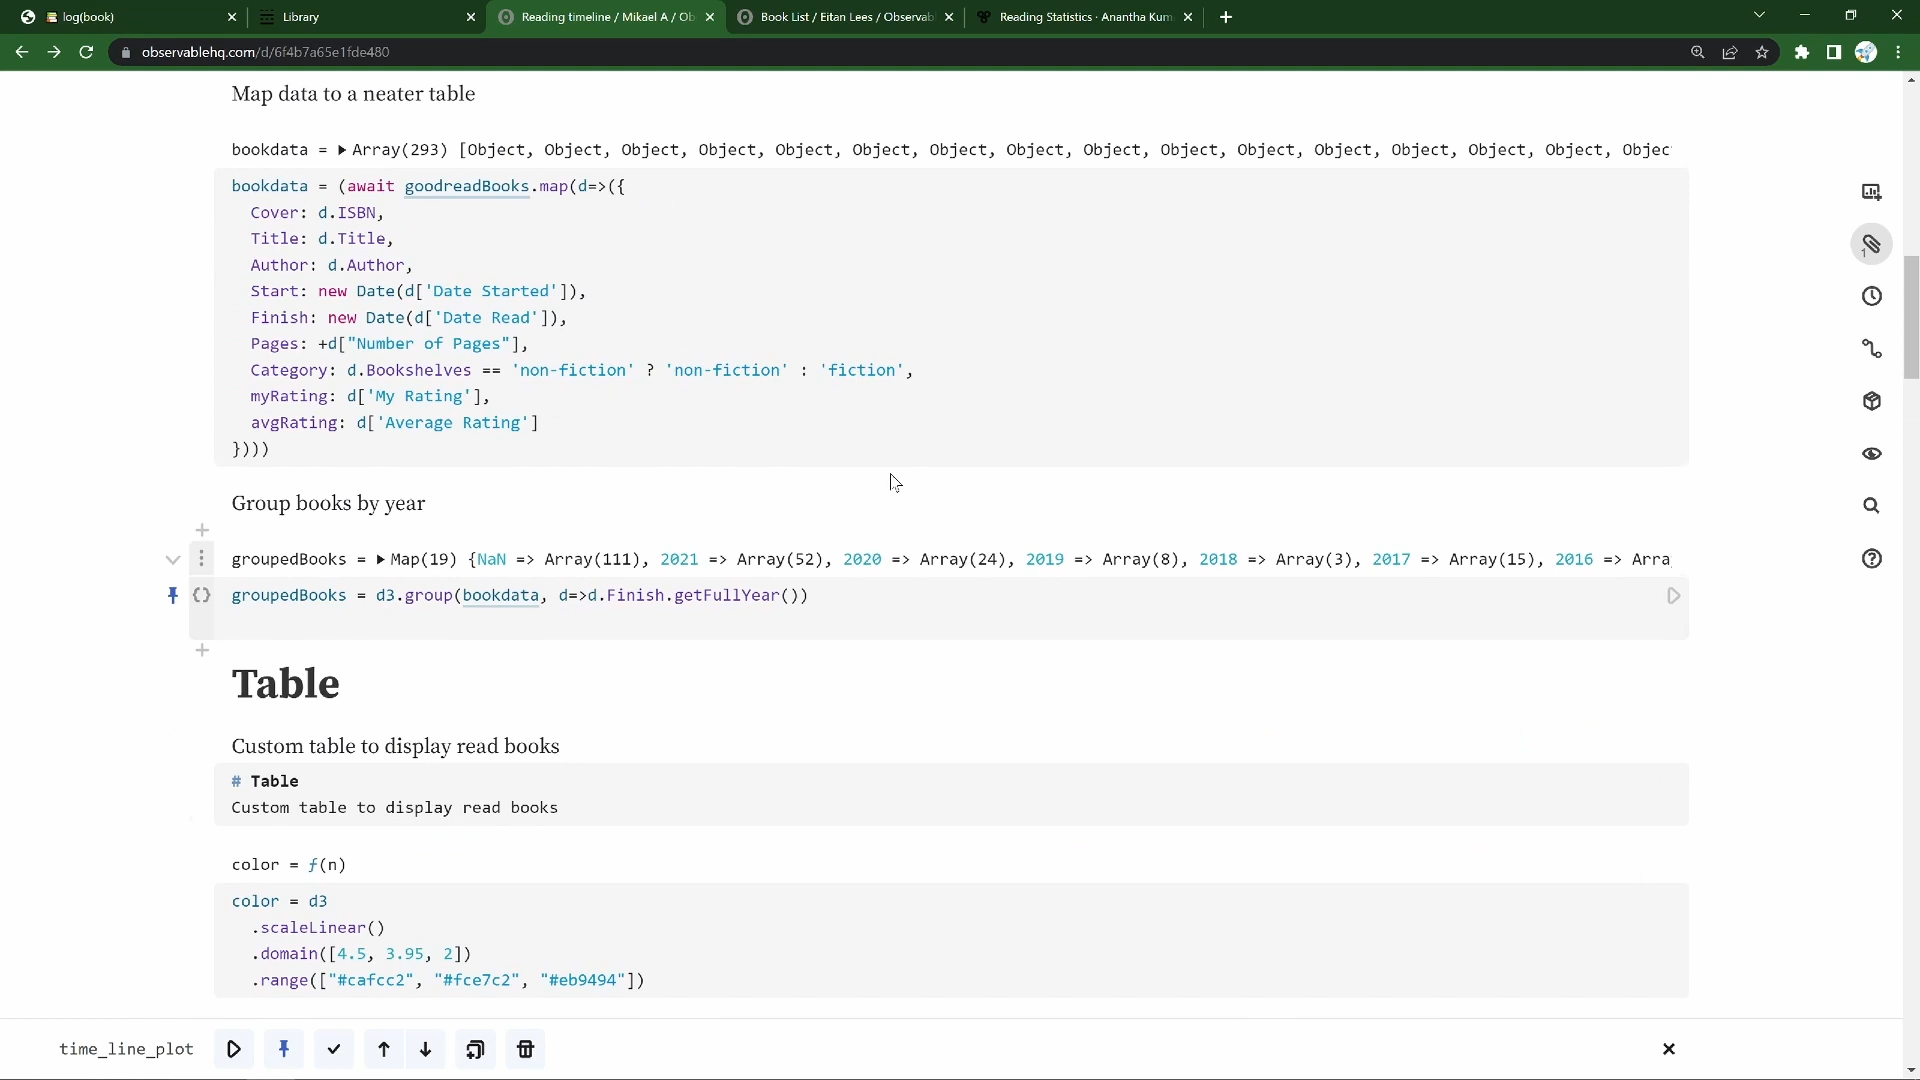 log(book)
Library
Reading timeline / Mikael A / Ob
Book List / Eitan Lees / Observab
Reading Statistics · Anantha Kum
observablehq.com/d/6f4b7a65e1fde480
Map data to a neater table
bookdata = Array(293) [Object, Object, Object, Object, Object, Object, Object, Object, Object, Object, Object, Object, Object, Object, Object, Objec
bookdata = (await goodreadBooks.map(d=>({
Cover: d.ISBN,
Title: d.Title,
Author: d.Author,
Start: new Date(d['Date Started']),
Finish: new Date(d['Date Read']),
Pages: +d["Number of Pages"],
Category: d.Bookshelves == 'non-fiction' ? 'non-fiction' : 'fiction',
myRating: d['My Rating'],
avgRating: d['Average Rating']
})))
1
Group books by year
groupedBooks = Map(19) {NaN => Array(111), 2021 => Array(52), 2020 => Array(24), 2019 => Array(8), 2018 => Array(3), 2017 => Array(15), 2016 => Arra
groupedBooks = d3.group(bookdata, d=>d.Finish.getFullYear())
Table
Custom table to display read books
# Table
Custom table to display read books
color = ƒ(n)
color = d3
.scaleLinear()
.domain([4.5, 3.95, 2])
.range(["#cafcc2", "#fce7c2", "#eb9494"])
time_line_plot